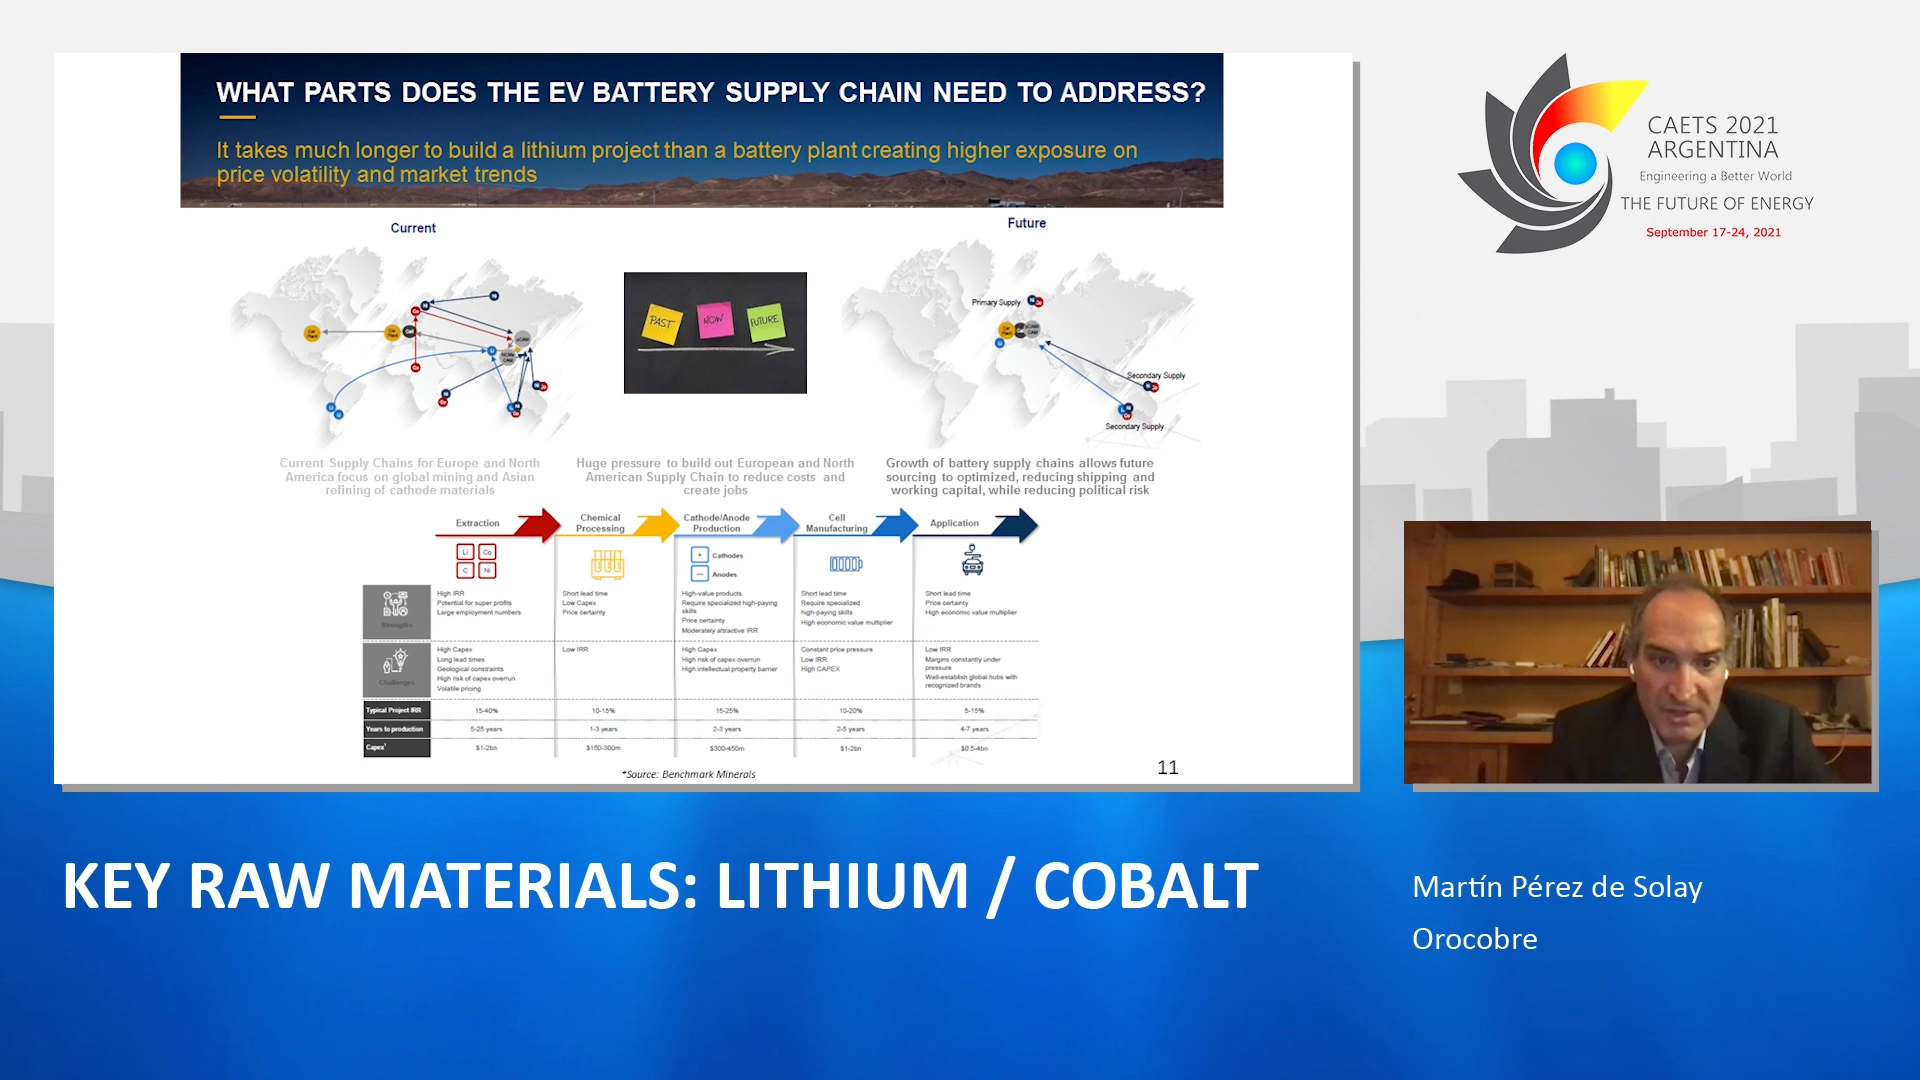 WHAT PARTS DOES THE EV BATTERY SUPPLY CHAIN NEED TO ADDRESS?
It takes much longer to build a lithium project than a battery plant creating higher exposure on
price volatility and market trends
Current
Future
PAST
NOW
FUTURE
Primary Supply
Secondary Supply
Secondary Supply
Current Supply Chains for Europe and North
America focus on global mining and Asian
refining of cathode materials
Huge pressure to build out European and North
American Supply Chain to reduce costs and
create jobs
Growth of battery supply chains allows future
sourcing to optimized, reducing shipping and
working capital, while reducing political risk
Extraction
Chemical
Processing
Cathode/Anode
Production
Cell
Manufacturing
Application
Li
Co
C
Ni
+ Cathodes
— Anodes
Strengths
High IRR
Potential for super profits
Large employment numbers
Short lead time
Low Capex
Price certainty
High-value products
Require specialized high-paying
skills
Price certainty
Moderately attractive IRR
Short lead time
Require specialized
high-paying skills
High economic value multiplier
Short lead time
Price certainty
High economic value multiplier
Challenges
High Capex
Long lead times
Geological constraints
High risk of capex overrun
Volatile pricing
Low IRR
High Capex
High risk of capex overrun
High intellectual property barrier
Constant price pressure
Low IRR
High CAPEX
Low IRR
Margins constantly under
pressure
Well-establish global hubs with
recognized brands
Typical Project IRR 15-40% 10-15% 15-25% 10-20% 5-15%
Years to production 5-25 years 1-3 years 2-3 years 2-5 years 4-7 years
Capex¹ $1-2bn $150-300m $300-450m $1-2bn $0.5-4bn
*Source: Benchmark Minerals
11
CAETS 2021
ARGENTINA
Engineering a Better World
THE FUTURE OF ENERGY
September 17-24, 2021
KEY RAW MATERIALS: LITHIUM / COBALT
Martín Pérez de Solay
Orocobre